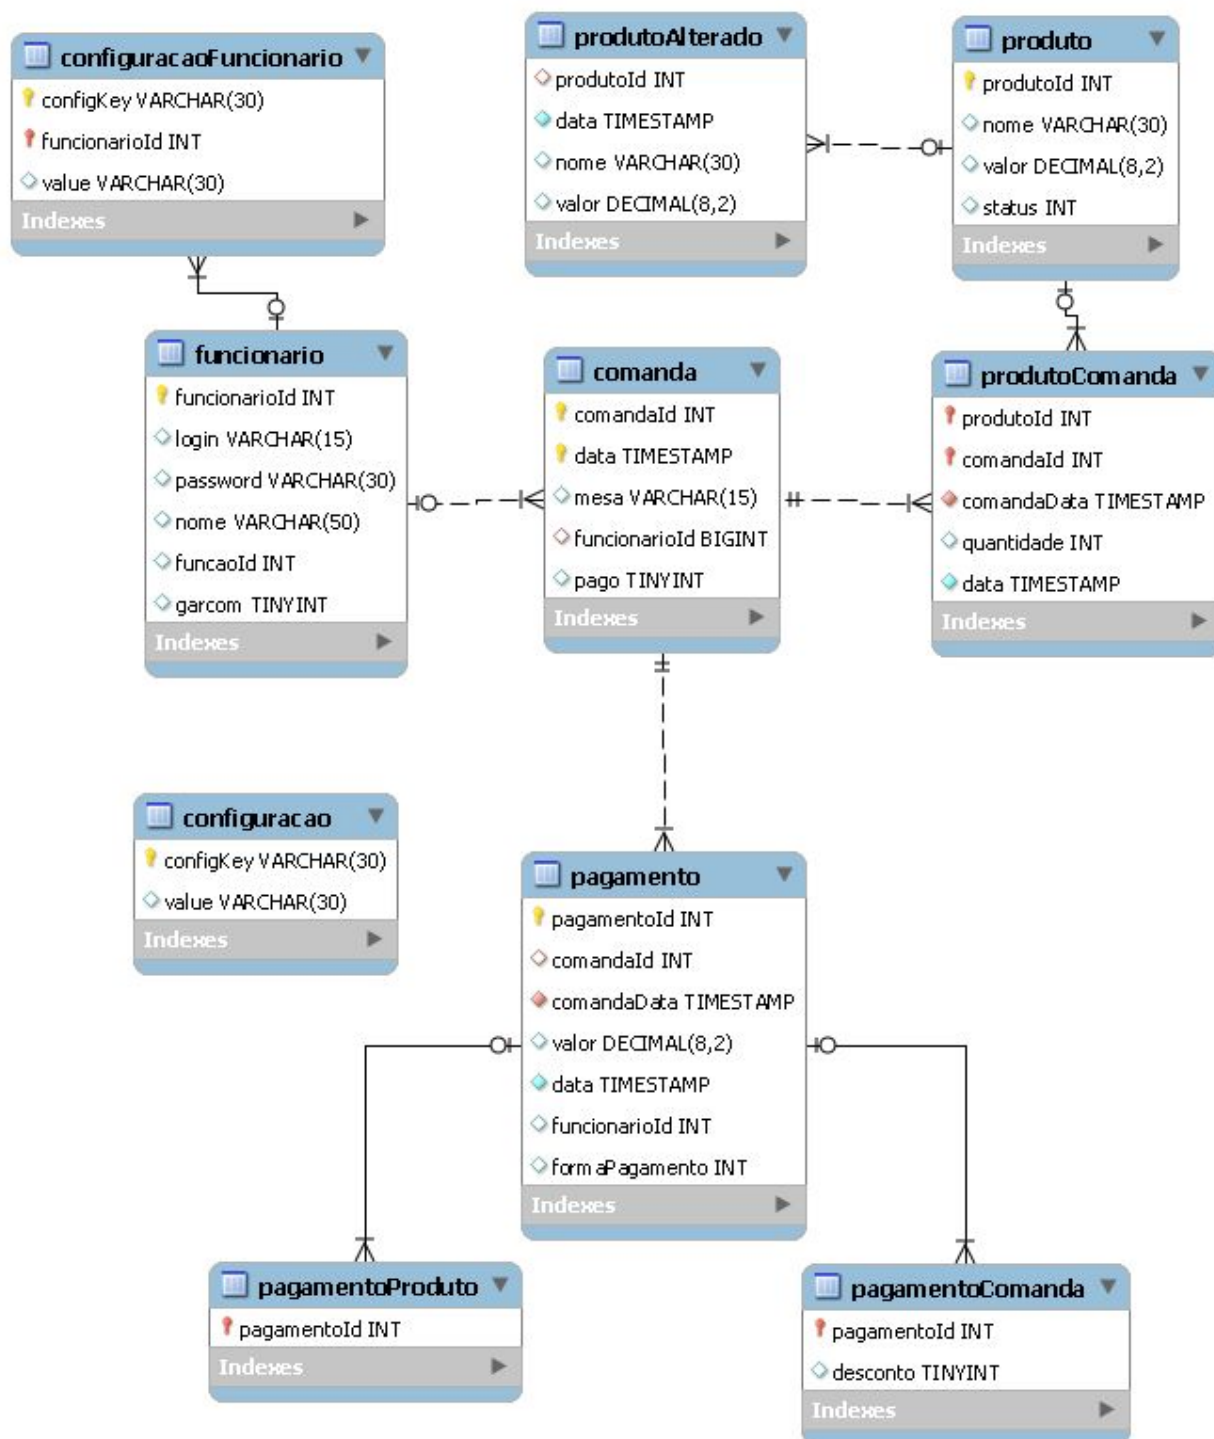 configuracaoFuncionario
configKey VARCHAR(30)
funcionarioId INT
value VARCHAR(30)
Indexes
produtoAlterado
produtoId INT
data TIMESTAMP
nome VARCHAR(30)
valor DECIMAL(8,2)
Indexes
produto
produtoId INT
nome VARCHAR(30)
valor DECIMAL(8,2)
status INT
Indexes
funcionario
funcionarioId INT
login VARCHAR(15)
password VARCHAR(30)
nome VARCHAR(50)
funcaoId INT
garcom TINYINT
Indexes
comanda
comandaId INT
data TIMESTAMP
mesa VARCHAR(15)
funcionarioId BIGINT
pago TINYINT
Indexes
produtoComanda
produtoId INT
comandaId INT
comandaData TIMESTAMP
quantidade INT
data TIMESTAMP
Indexes
configuracao
configKey VARCHAR(30)
value VARCHAR(30)
Indexes
pagamento
pagamentoId INT
comandaId INT
comandaData TIMESTAMP
valor DECIMAL(8,2)
data TIMESTAMP
funcionarioId INT
formaPagamento INT
Indexes
pagamentoProduto
pagamentoId INT
Indexes
pagamentoComanda
pagamentoId INT
desconto TINYINT
Indexes